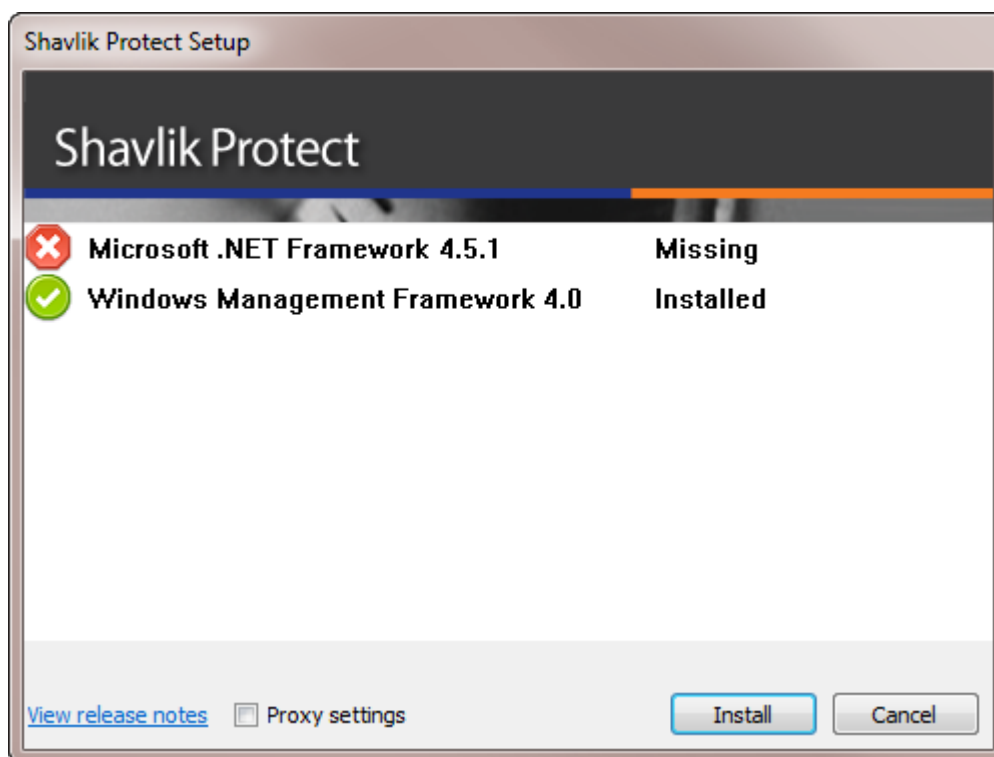 Shavlik Protect Setup
Shavlik Protect
Microsoft .NET Framework 4.5.1 Missing
Windows Management Framework 4.0 Installed
View release notes Proxy settings Install Cancel